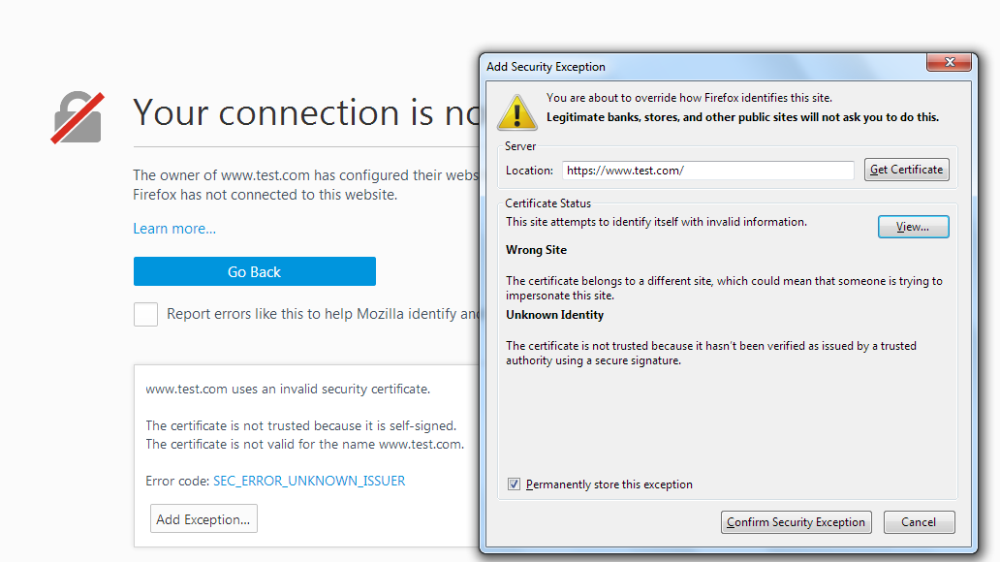 Your connection is no
The owner of www.test.com has configured their webs
Firefox has not connected to this website.
Learn more...
Go Back
Report errors like this to help Mozilla identify and
www.test.com uses an invalid security certificate.
The certificate is not trusted because it is self-signed.
The certificate is not valid for the name www.test.com.
Error code: SEC_ERROR_UNKNOWN_ISSUER
Add Exception...
Add Security Exception
You are about to override how Firefox identifies this site.
Legitimate banks, stores, and other public sites will not ask you to do this.
Server
Location: https://www.test.com/ Get Certificate
Certificate Status
This site attempts to identify itself with invalid information.
View...
Wrong Site
The certificate belongs to a different site, which could mean that someone is trying to
impersonate this site.
Unknown Identity
The certificate is not trusted because it hasn't been verified as issued by a trusted
authority using a secure signature.
Permanently store this exception
Confirm Security Exception Cancel